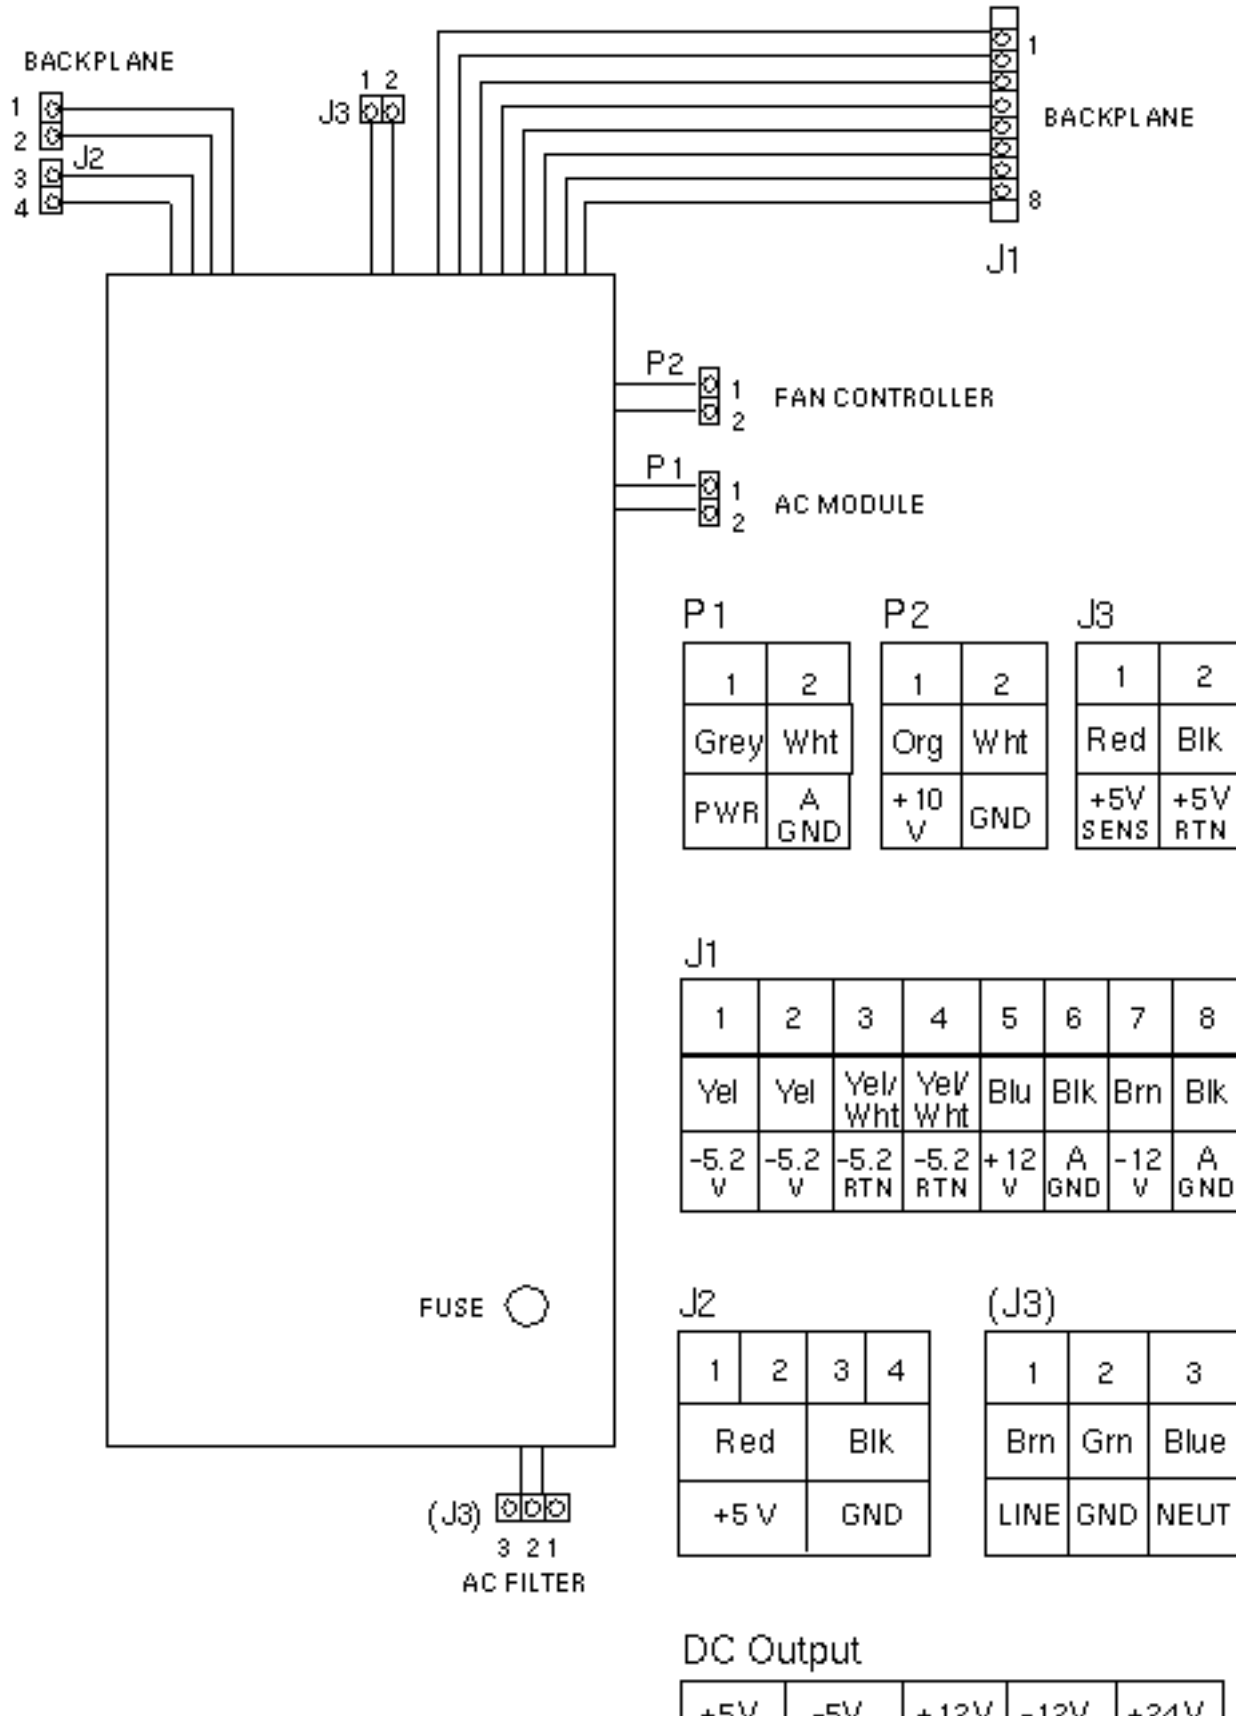 BACKPLANE
1
2
3
4
J2
1 2
J3
1
BACKPLANE
8
J1
P2
1
2
FAN CONTROLLER
P1
1
2
AC MODULE
P1
1 2
Grey Wht
PWR A GND
P2
1 2
Org Wht
+10 V GND
J3
1 2
Red Blk
+5V SENS +5V RTN
J1
1 2 3 4 5 6 7 8
Yel Yel Yel/ Wht Yel/ Wht Blu Blk Brn Blk
-5.2 V -5.2 V -5.2 RTN -5.2 RTN +12 V A GND -12 V A GND
FUSE
J2
1 2 3 4
Red Blk
+5 V GND
(J3)
1 2 3
Brn Grn Blue
LINE GND NEUT
(J3)
3 2 1
AC FILTER
DC Output
+5V -5V +12V -12V +24V